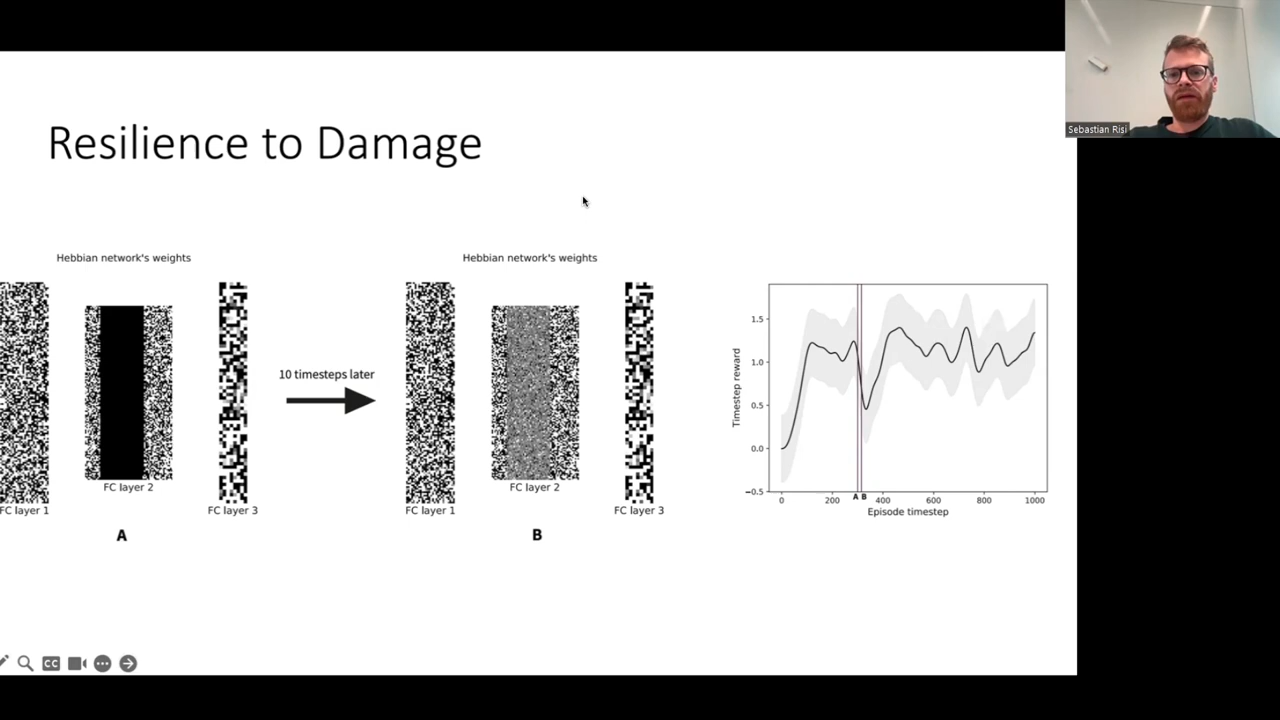 Sebastian Risi
Resilience to Damage
Hebbian network's weights
FC layer 1
FC layer 2
FC layer 3
A
10 timesteps later
Hebbian network's weights
FC layer 1
FC layer 2
FC layer 3
B
Timestep reward
1.5
1.0
0.5
0.0
−0.5
0
200
A B
400
600
800
1000
Episode timestep
CC